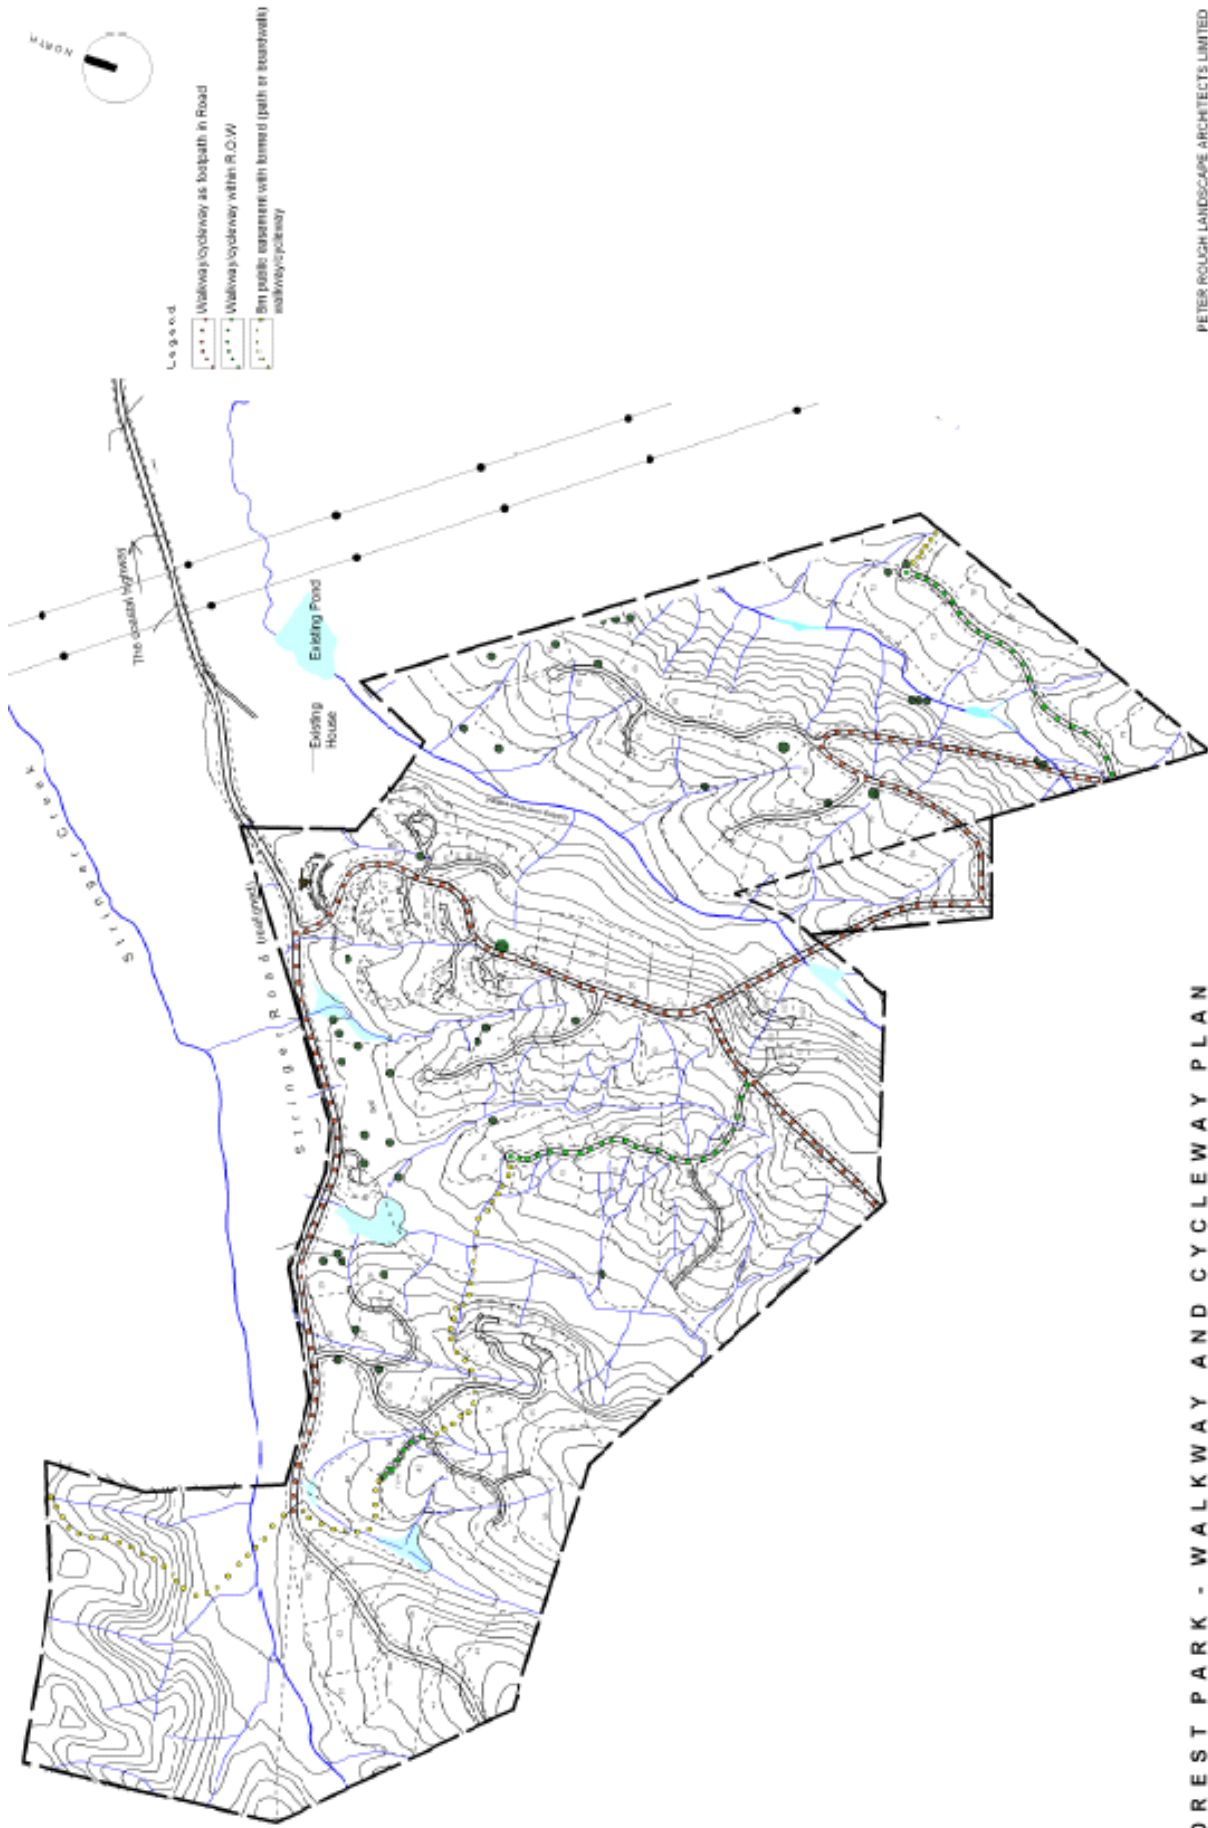 NORTH
Legend
Walkway/cycleway as footpath in Road
Walkway/cycleway within R.O.W
8m public easement with formed (path or boardwalk)
walkway/cycleway
The coastal Highway
Stringer Creek
Existing
House
Existing Pond
Stringer Road
OREST PARK - WALKWAY AND CYCLEWAY PLAN
PETER ROUGH LANDSCAPE ARCHITECTS LIMITED